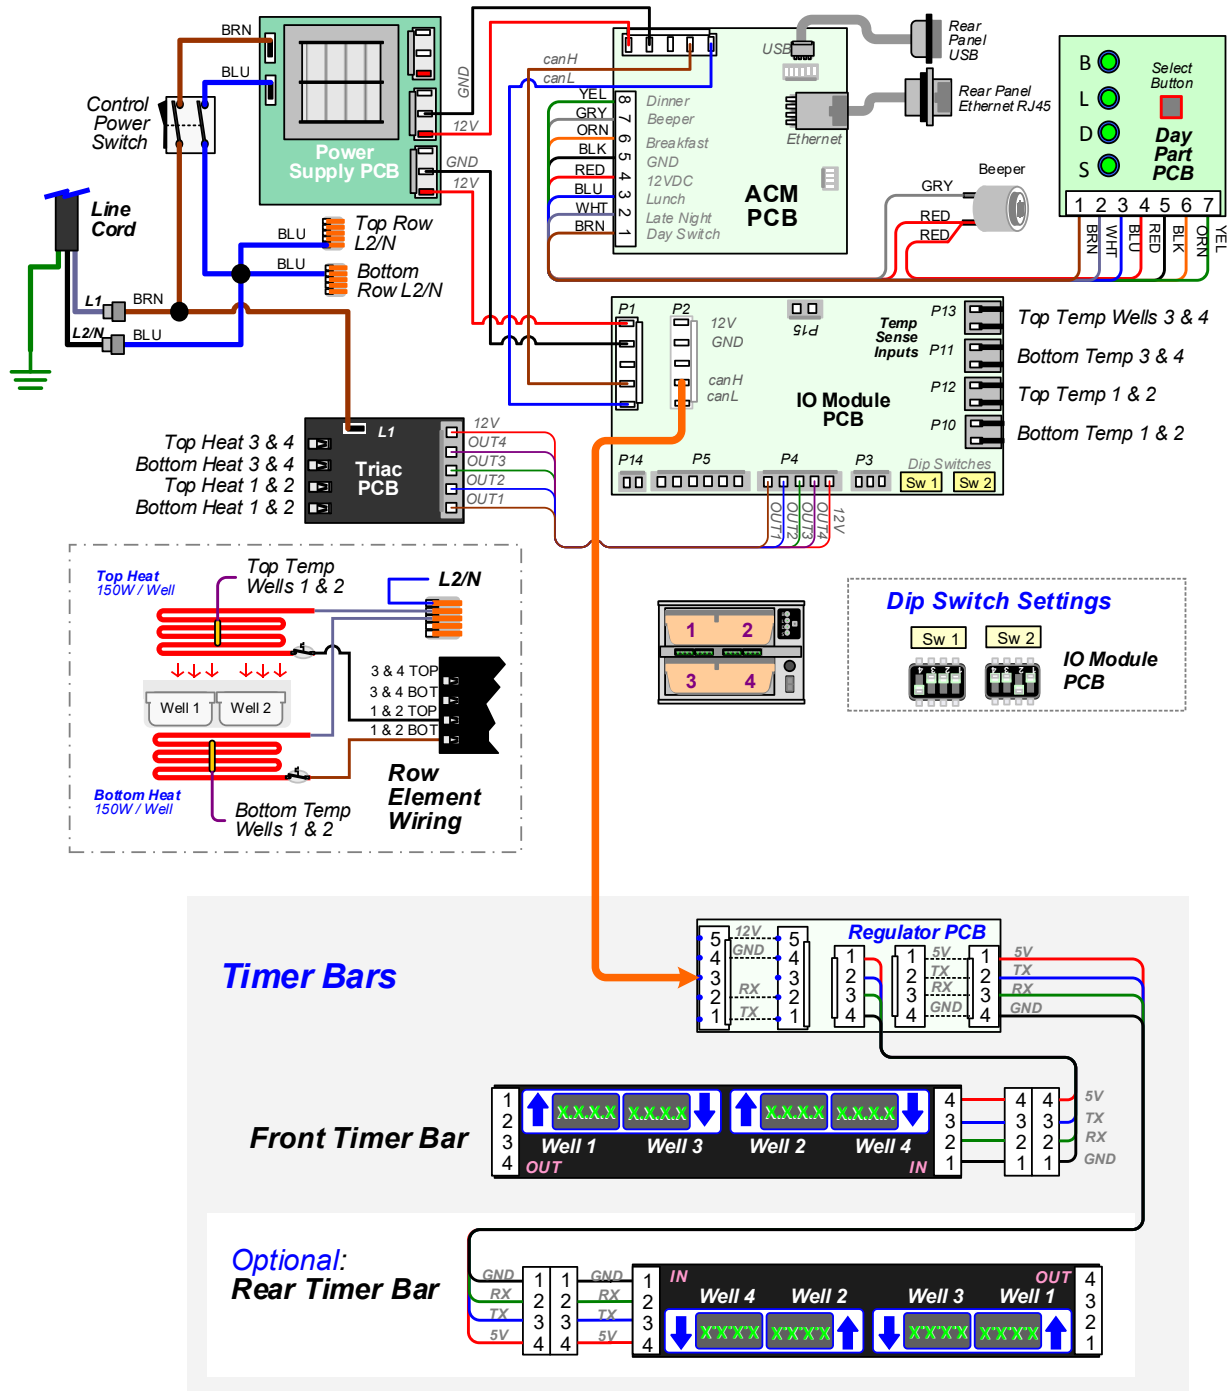 BRN
BLU
Control
Power
Switch
Power
Supply PCB
GND
12V
GND
12V
Line
Cord
BLU
BLU
Top Row
L2/N
Bottom
Row L2/N
L1
BRN
L2/N
BLU
canH
canL
YEL
GRY
ORN
BLK
RED
BLU
WHT
BRN
8
7
6
5
4
3
2
1
Dinner
Beeper
Breakfast
GND
12VDC
Lunch
Late Night
Day Switch
USB
Ethernet
ACM
PCB
Rear
Panel
USB
Rear Panel
Ethernet RJ45
Beeper
GRY
RED
RED
B
L
D
S
Select
Button
Day
Part
PCB
1 2 3 4 5 6 7
BRN
WHT
BLU
RED
BLK
ORN
YEL
P1
P2
12V
GND
canH
canL
P15
Temp
Sense
Inputs
P13
P11
P12
P10
Top Temp Wells 3 & 4
Bottom Temp 3 & 4
Top Temp 1 & 2
Bottom Temp 1 & 2
IO Module
PCB
P14
P5
P4
P3
Dip Switches
Sw 1
Sw 2
OUT1
OUT2
OUT3
OUT4
12V
Top Heat 3 & 4
Bottom Heat 3 & 4
Top Heat 1 & 2
Bottom Heat 1 & 2
L1
Triac
PCB
12V
OUT4
OUT3
OUT2
OUT1
Top Heat
150W / Well
Top Temp
Wells 1 & 2
L2/N
3 & 4 TOP
3 & 4 BOT
1 & 2 TOP
1 & 2 BOT
Well 1
Well 2
Bottom Heat
150W / Well
Bottom Temp
Wells 1 & 2
Row
Element
Wiring
1 2
3 4
Dip Switch Settings
Sw 1
Sw 2
IO Module
PCB
Timer Bars
Regulator PCB
5
4
3
2
1
12V
GND
RX
TX
5
4
3
2
1
1
2
3
4
1
2
3
4
5V
TX
RX
GND
1
2
3
4
5V
TX
RX
GND
Front Timer Bar
1
2
3
4
OUT
X.X.X.X
X.X.X.X
X.X.X.X
X.X.X.X
Well 1
Well 3
Well 2
Well 4
IN
4
3
2
1
4
3
2
1
4
3
2
1
5V
TX
RX
GND
Optional:
Rear Timer Bar
GND
RX
TX
5V
1
2
3
4
1
2
3
4
GND
RX
TX
5V
1
2
3
4
IN
OUT
Well 4
Well 2
Well 3
Well 1
X.X.X.X
X.X.X.X
X.X.X.X
X.X.X.X
4
3
2
1